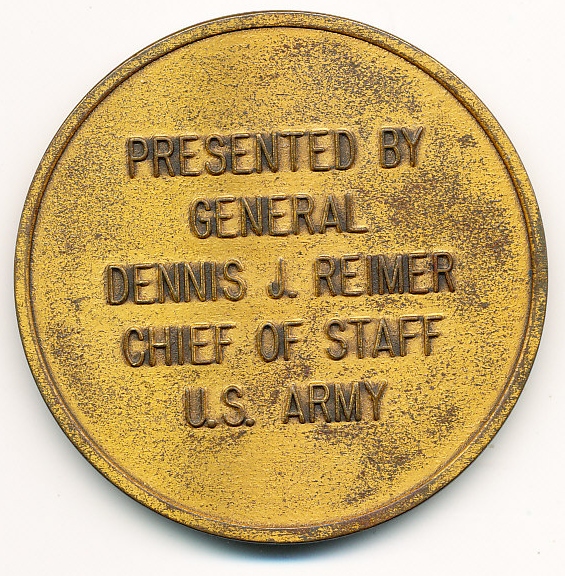 PRESENTED BY
GENERAL
DENNIS J. REIMER
CHIEF OF STAFF
U.S. ARMY